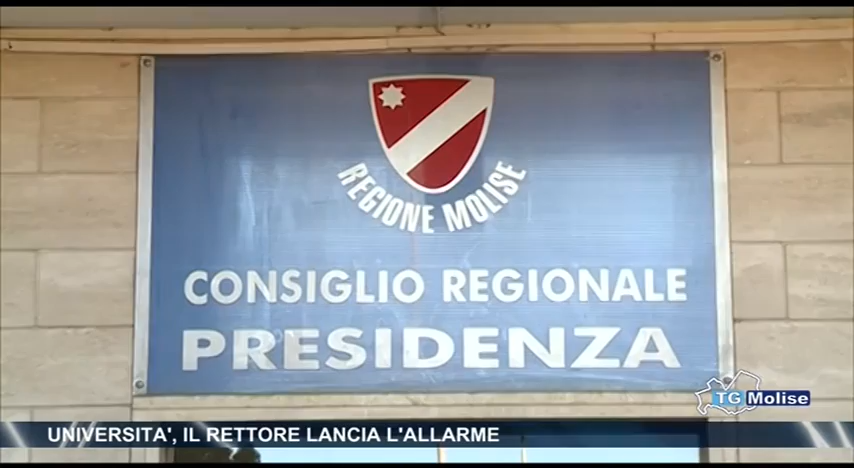 REGIONE MOLISE
CONSIGLIO REGIONALE
PRESIDENZA
TG Molise
UNIVERSITA', IL RETTORE LANCIA L'ALLARME